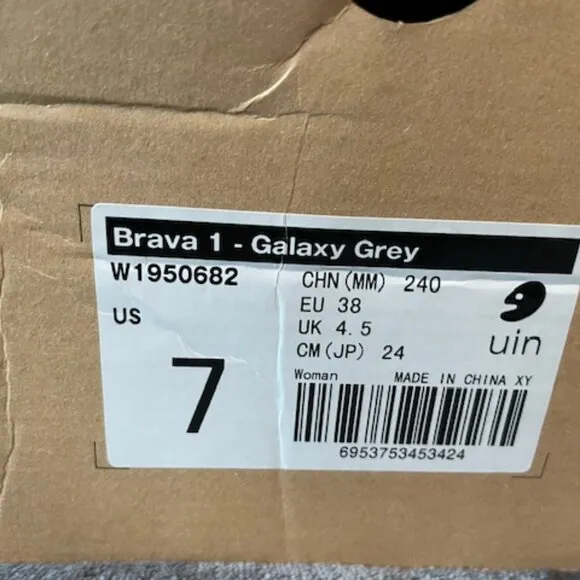 Brava 1 - Galaxy Grey
W1950682
US
7
CHN (MM) 240
EU 38
UK 4.5
CM (JP) 24
uin
Woman MADE IN CHINA XY
6953753453424